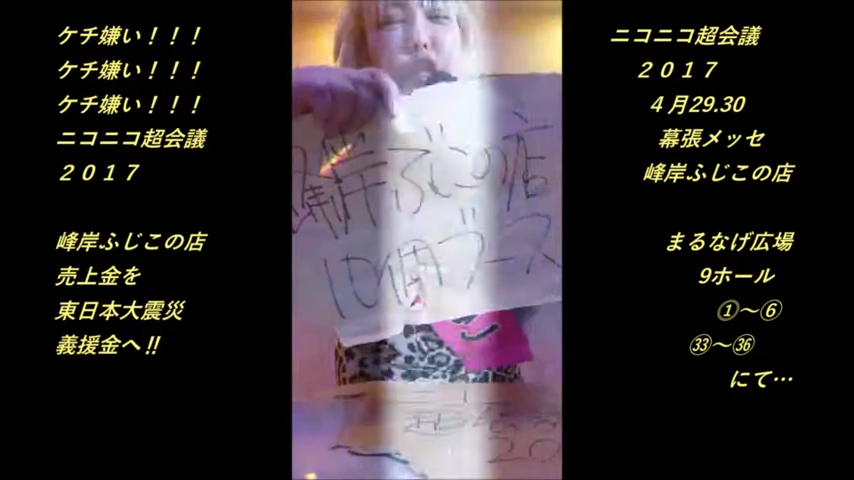 ケチ嫌い！！！
ケチ嫌い！！！
ケチ嫌い！！！
ニコニコ超会議
２０１７
峰岸ふじこの店
売上金を
東日本大震災
義援金へ!!
峰岸ふじこの店
10個ブース
20
ニコニコ超会議
２０１７
４月29.30
幕張メッセ
峰岸ふじこの店
まるなげ広場
9ホール
①～⑥
㉝～㊱
にて…